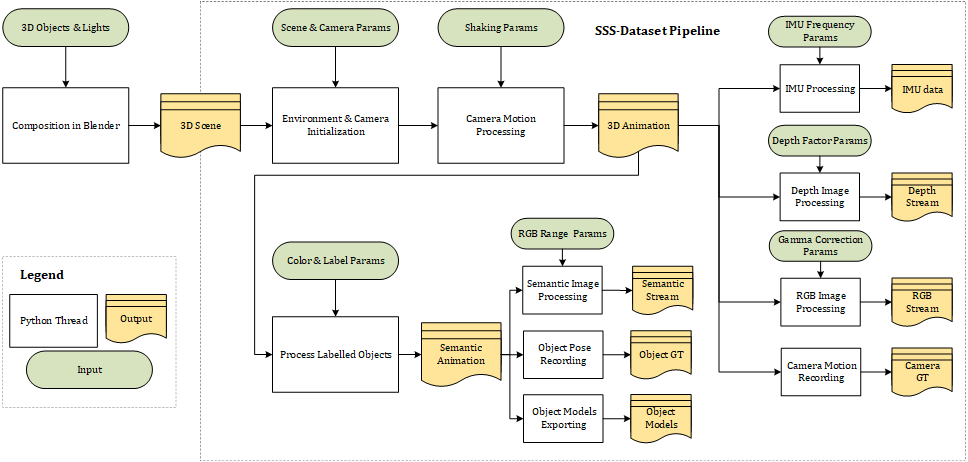 3D Objects & Lights
Composition in Blender
3D Scene
SSS-Dataset Pipeline
Scene & Camera Params
Environment & Camera
Initialization
Shaking Params
Camera Motion
Processing
3D Animation
IMU Frequency
Params
IMU Processing
IMU data
Depth Factor Params
Depth Image
Processing
Depth
Stream
Gamma Correction
Params
RGB Image
Processing
RGB
Stream
Camera Motion
Recording
Camera
GT
Color & Label Params
Process Labelled Objects
Semantic
Animation
RGB Range Params
Semantic Image
Processing
Semantic
Stream
Object Pose
Recording
Object GT
Object Models
Exporting
Object
Models
Legend
Python Thread
Output
Input